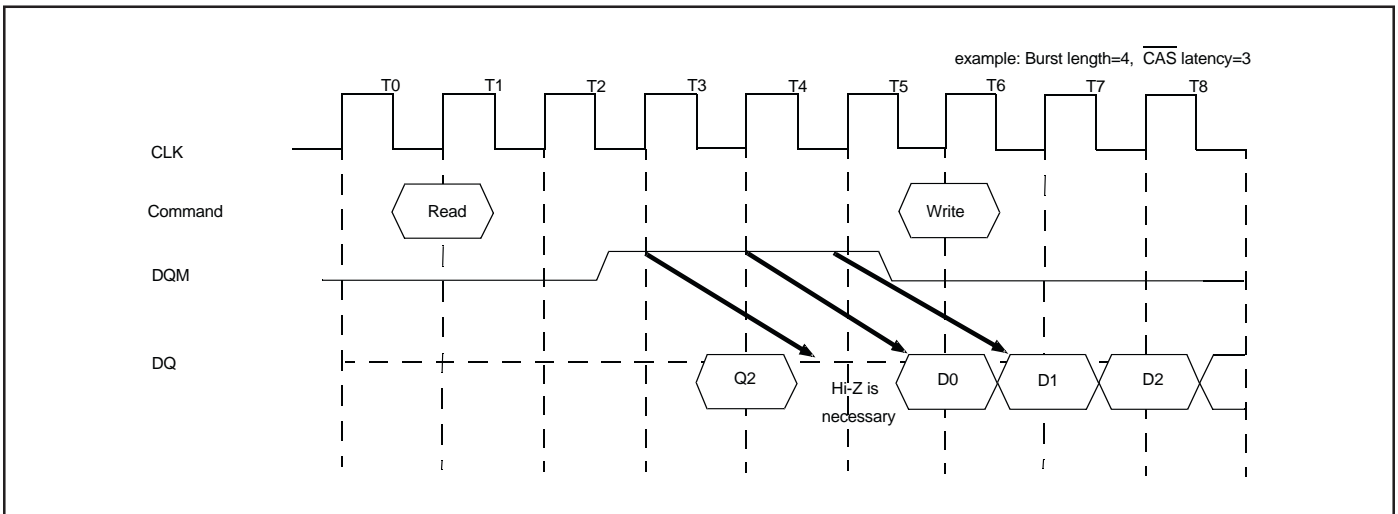 example: Burst length=4, CAS latency=3
T0 T1 T2 T3 T4 T5 T6 T7 T8
CLK
Command Read Write
DQM
DQ Q2 D0 D1 D2
Hi-Z is
necessary